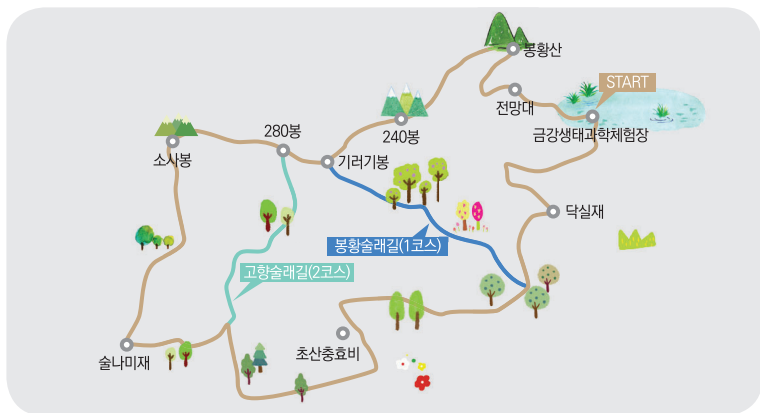 봉황산
START
전망대
금강생태과학체험장
280봉
240봉
소사봉
기러기봉
닥실재
봉황술래길(1코스)
고향술래길(2코스)
술나미재
초산충효비